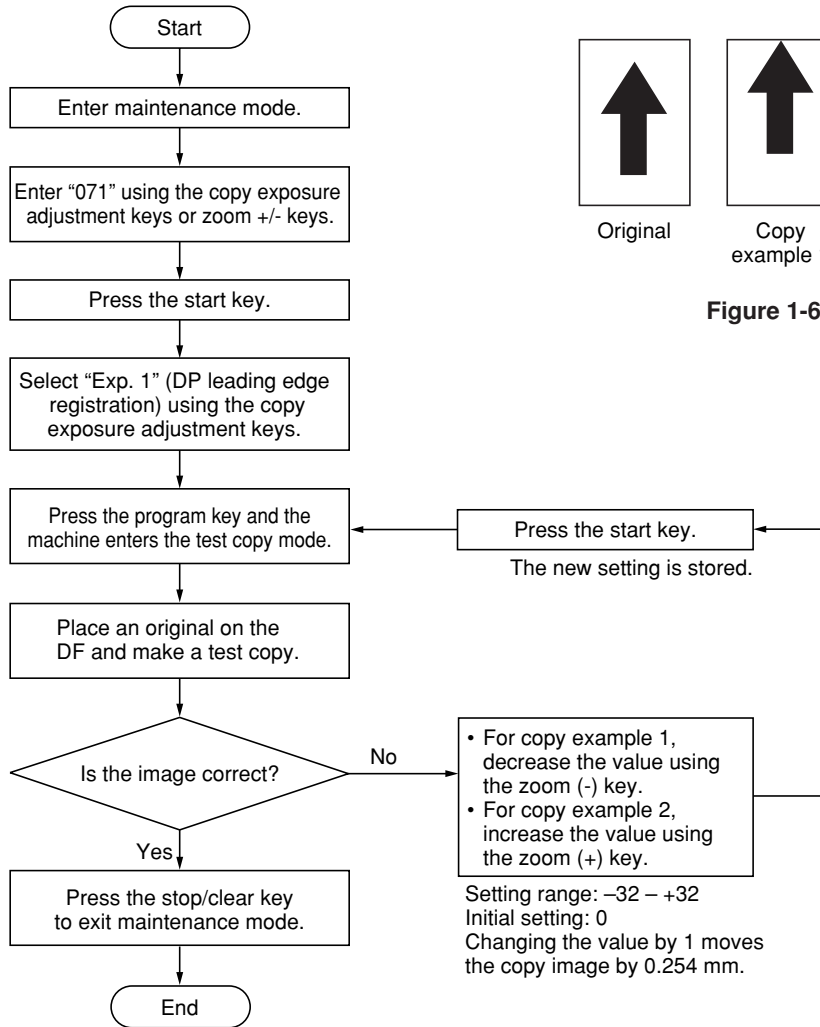 Start
Enter maintenance mode.
Enter “071” using the copy exposure
adjustment keys or zoom +/- keys.
Press the start key.
Select “Exp. 1” (DP leading edge
registration) using the copy
exposure adjustment keys.
Press the program key and the
machine enters the test copy mode.
Place an original on the
DF and make a test copy.
Is the image correct?
No
Yes
Press the stop/clear key
to exit maintenance mode.
End
Original
Copy
example
Figure 1-6
Press the start key.
The new setting is stored.
• For copy example 1,
decrease the value using
the zoom (-) key.
• For copy example 2,
increase the value using
the zoom (+) key.
Setting range: –32 – +32
Initial setting: 0
Changing the value by 1 moves
the copy image by 0.254 mm.